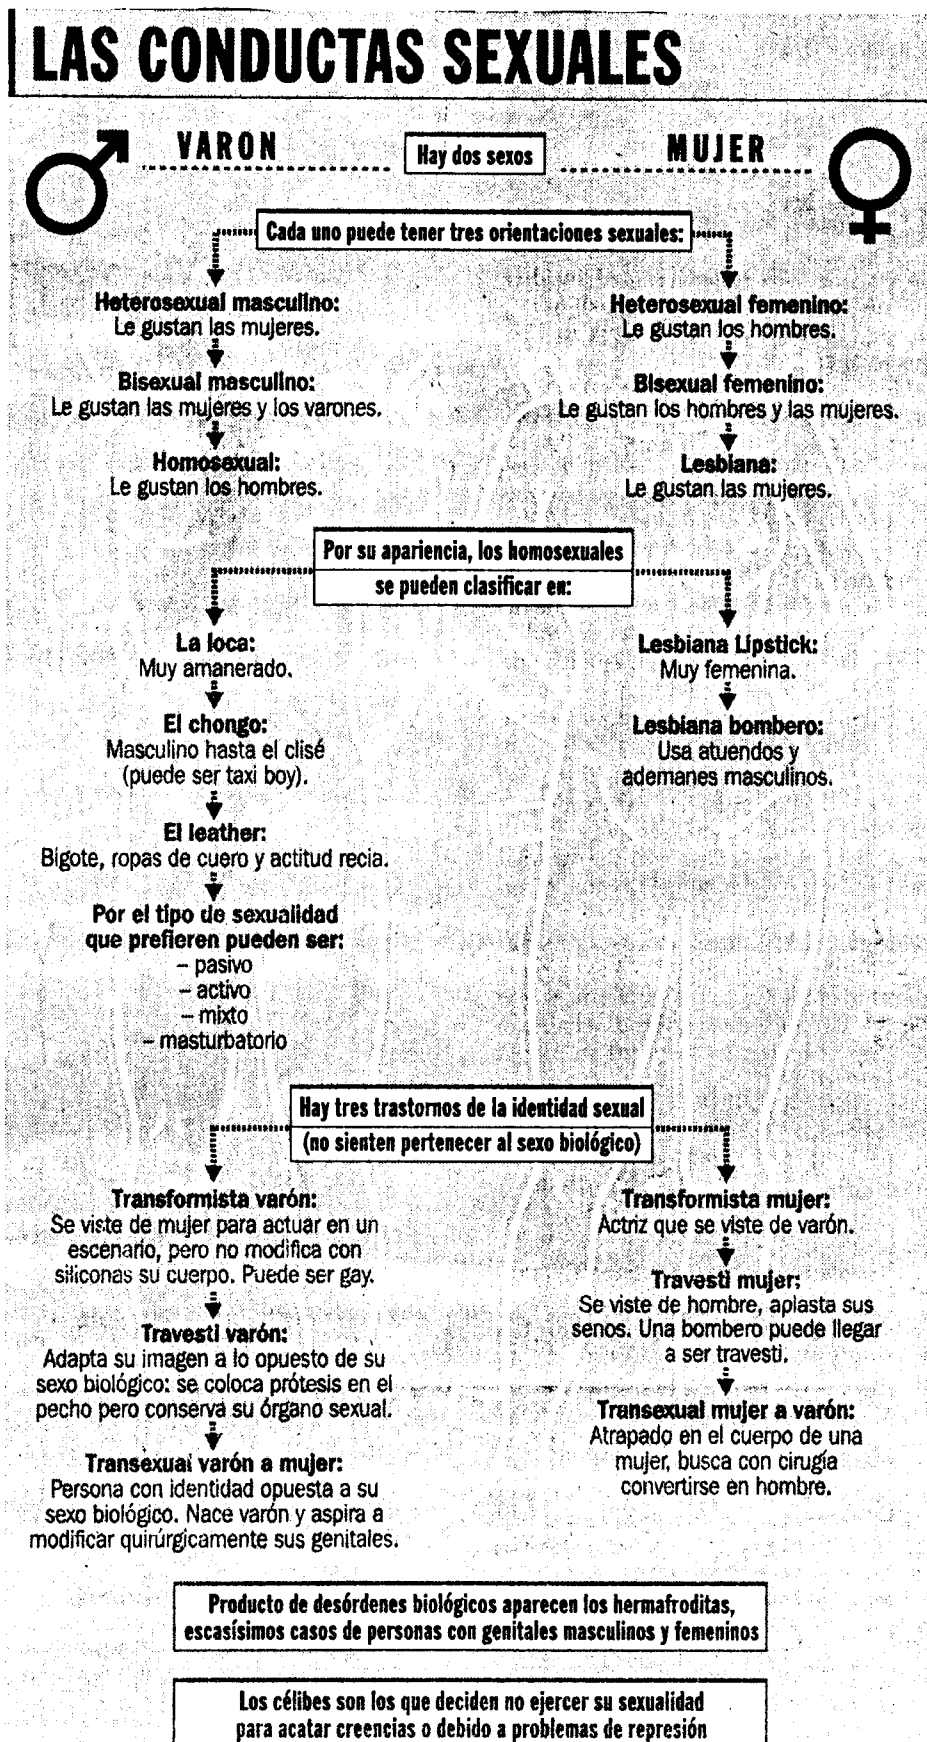 LAS CONDUCTAS SEXUALES
VARON
Hay dos sexos
MUJER
Cada uno puede tener tres orientaciones sexuales:
Heterosexual masculino:
Le gustan las mujeres.
Bisexual masculino:
Le gustan las mujeres y los varones.
Homosexual:
Le gustan los hombres.
Heterosexual femenino:
Le gustan los hombres.
Bisexual femenino:
Le gustan los hombres y las mujeres.
Lesbiana:
Le gustan las mujeres.
Por su apariencia, los homosexuales
se pueden clasificar en:
La loca:
Muy amanerado.
El chongo:
Masculino hasta el clisé
(puede ser taxi boy).
El leather:
Bigote, ropas de cuero y actitud recia.
Por el tipo de sexualidad
que prefieren pueden ser:
– pasivo
– activo
– mixto
– masturbatorio
Lesbiana Lipstick:
Muy femenina.
Lesbiana bombero:
Usa atuendos y
ademanes masculinos.
Hay tres trastornos de la identidad sexual
(no sienten pertenecer al sexo biológico)
Transformista varón:
Se viste de mujer para actuar en un
escenario, pero no modifica con
siliconas su cuerpo. Puede ser gay.
Travesti varón:
Adapta su imagen a lo opuesto de su
sexo biológico: se coloca prótesis en el
pecho pero conserva su órgano sexual.
Transexual varón a mujer:
Persona con identidad opuesta a su
sexo biológico. Nace varón y aspira a
modificar quirúrgicamente sus genitales.
Transformista mujer:
Actriz que se viste de varón.
Travesti mujer:
Se viste de hombre, aplasta sus
senos. Una bombero puede llegar
a ser travesti.
Transexual mujer a varón:
Atrapado en el cuerpo de una
mujer, busca con cirugía
convertirse en hombre.
Producto de desórdenes biológicos aparecen los hermafroditas,
escasísimos casos de personas con genitales masculinos y femeninos
Los célibes son los que deciden no ejercer su sexualidad
para acatar creencias o debido a problemas de represión